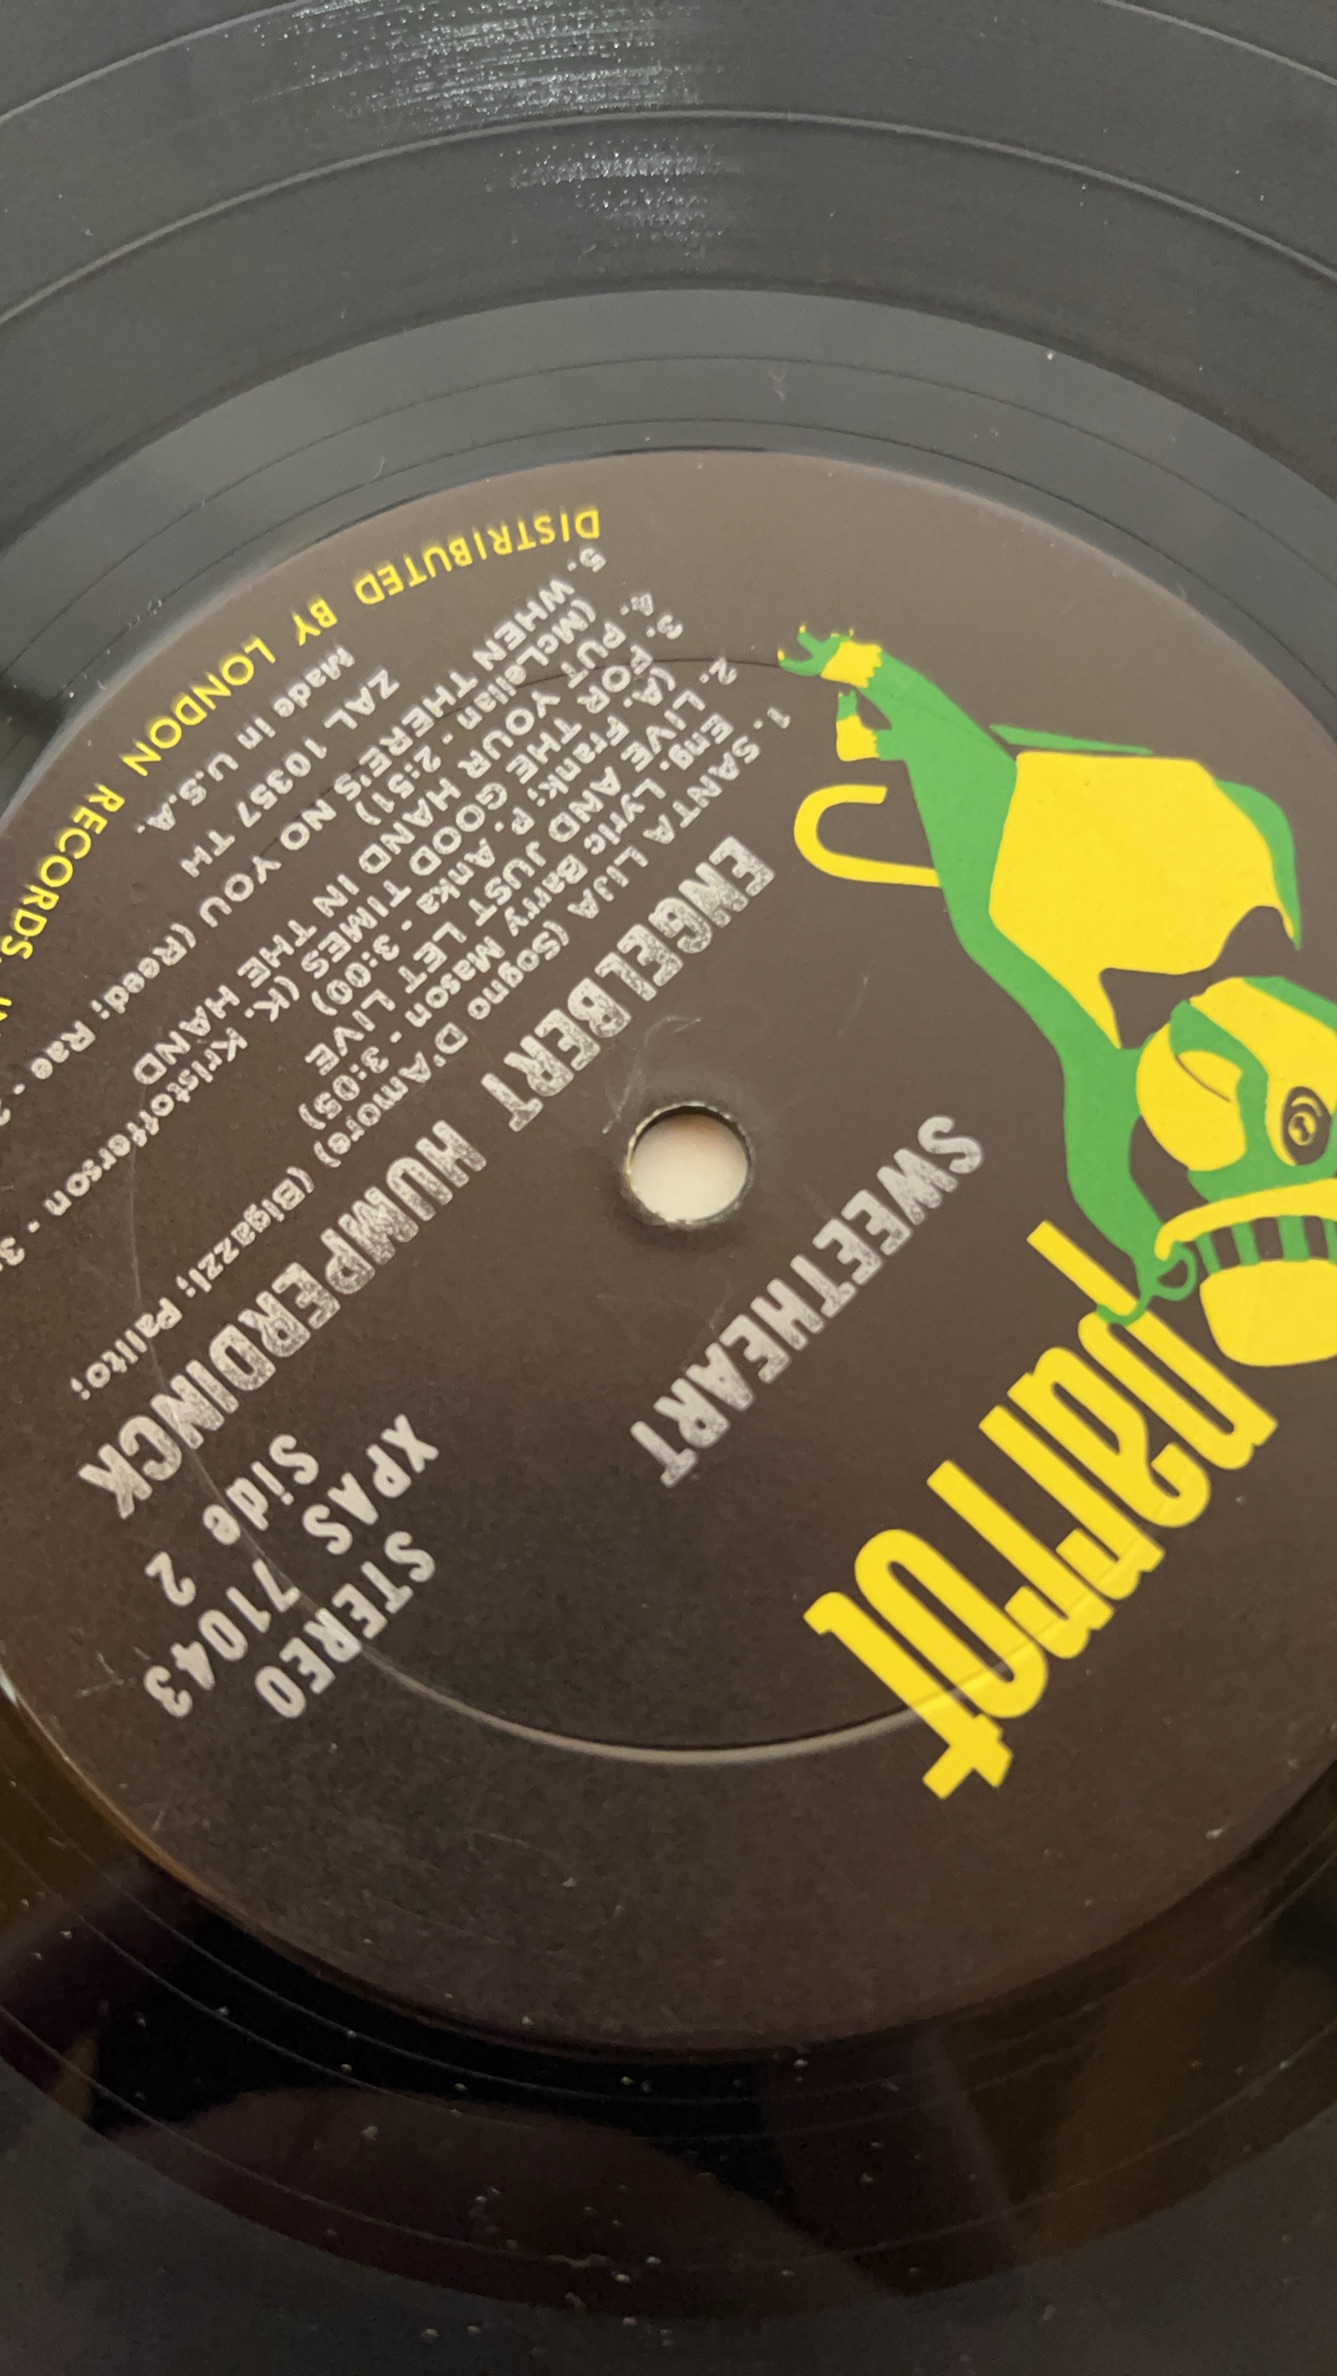 parrot
SWEETHEART
STEREO
XPAS 71043
Side 2
ENGELBERT HUMPERDINCK
1. SANTA LIJA (Sogno D'Amore) (Bigazzi; Palito;
Eng. Lyric Barry Mason - 3:05)
2. LIVE AND JUST LET LIVE
(A. Frank; P. Anka - 3:00)
3. FOR THE GOOD TIMES (K. Kristofferson - 3:
4. PUT YOUR HAND IN THE HAND
(McLellan - 2:51)
5. WHEN THERE'S NO YOU (Reed; Rae -
ZAL 10357 TH
Made in U.S.A.
DISTRIBUTED BY LONDON RECORDS,